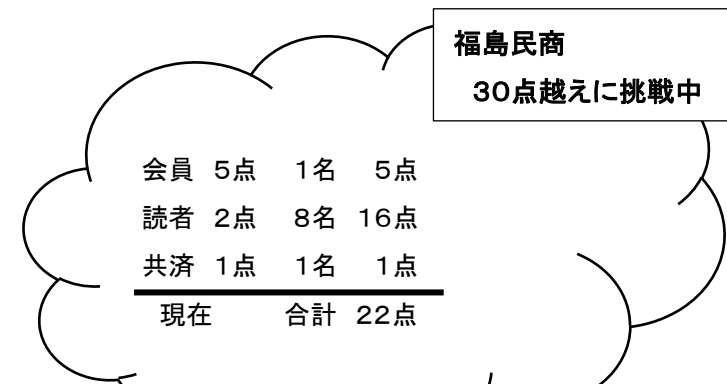 福島民商
30点越えに挑戦中
会員 5点 1名 5点
読者 2点 8名 16点
共済 1点 1名 1点
現在 合計 22点